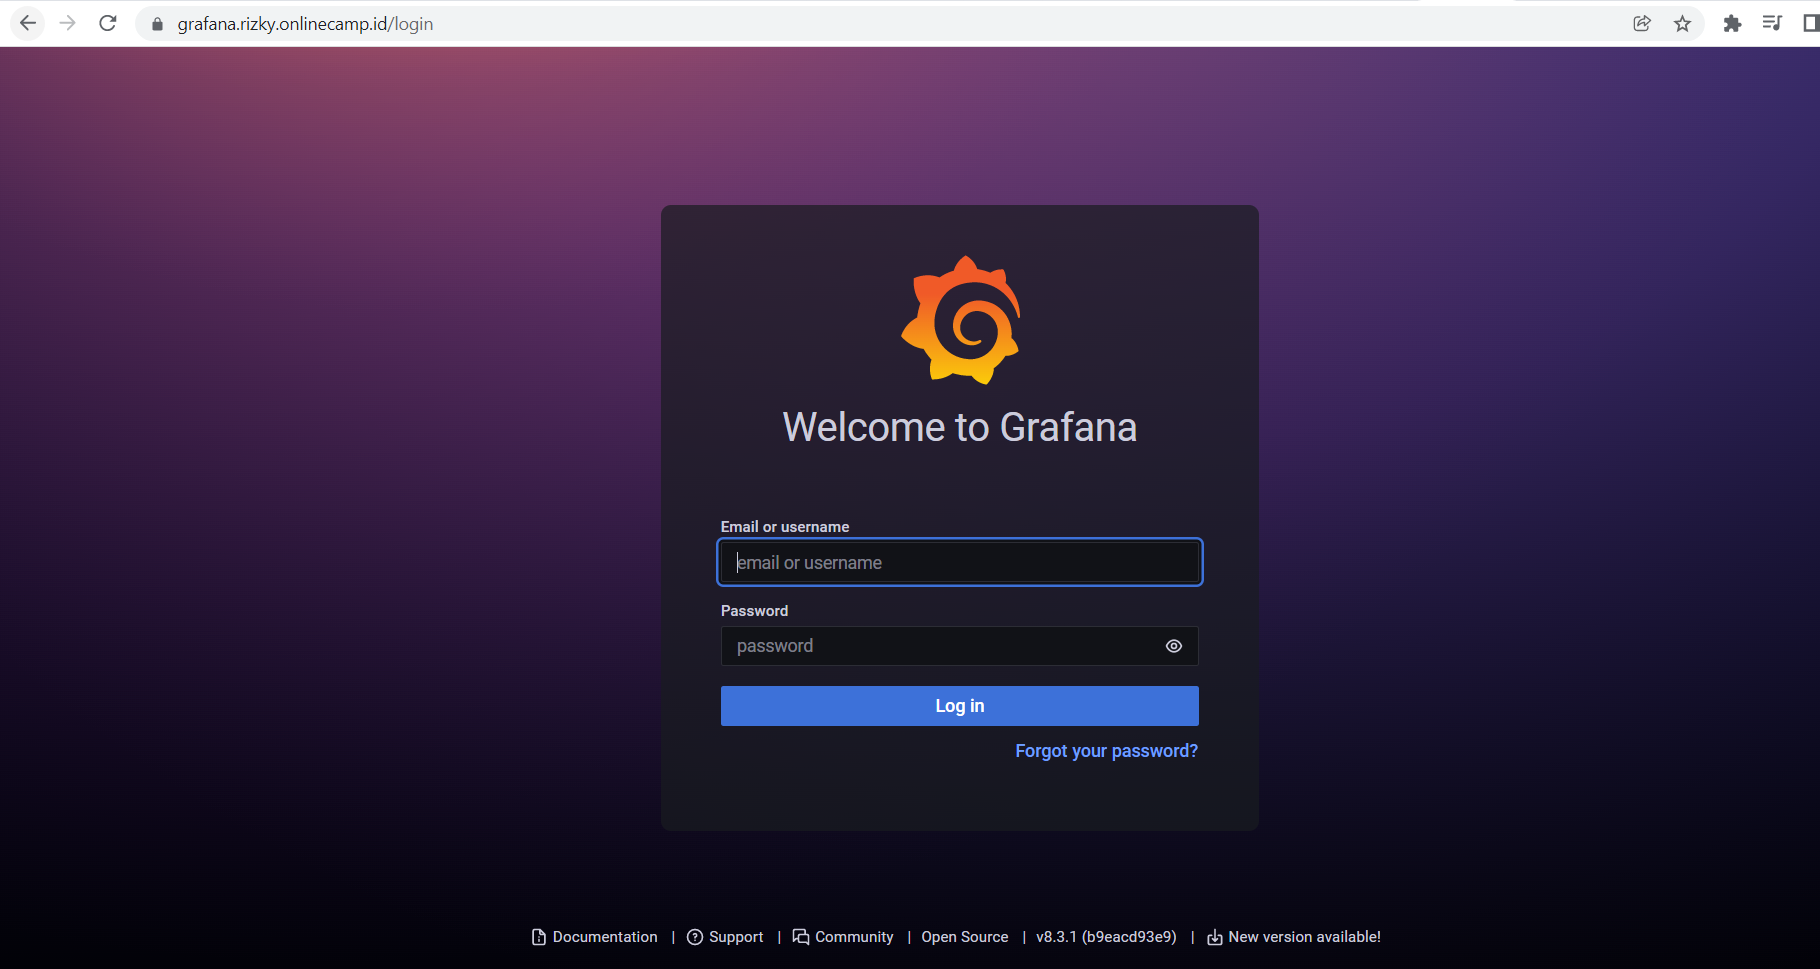 grafana.rizky.onlinecamp.id/login
Welcome to Grafana
Email or username
email or username
Password
password
Log in
Forgot your password?
Documentation | Support | Community | Open Source | v8.3.1 (b9eacd93e9) | New version available!